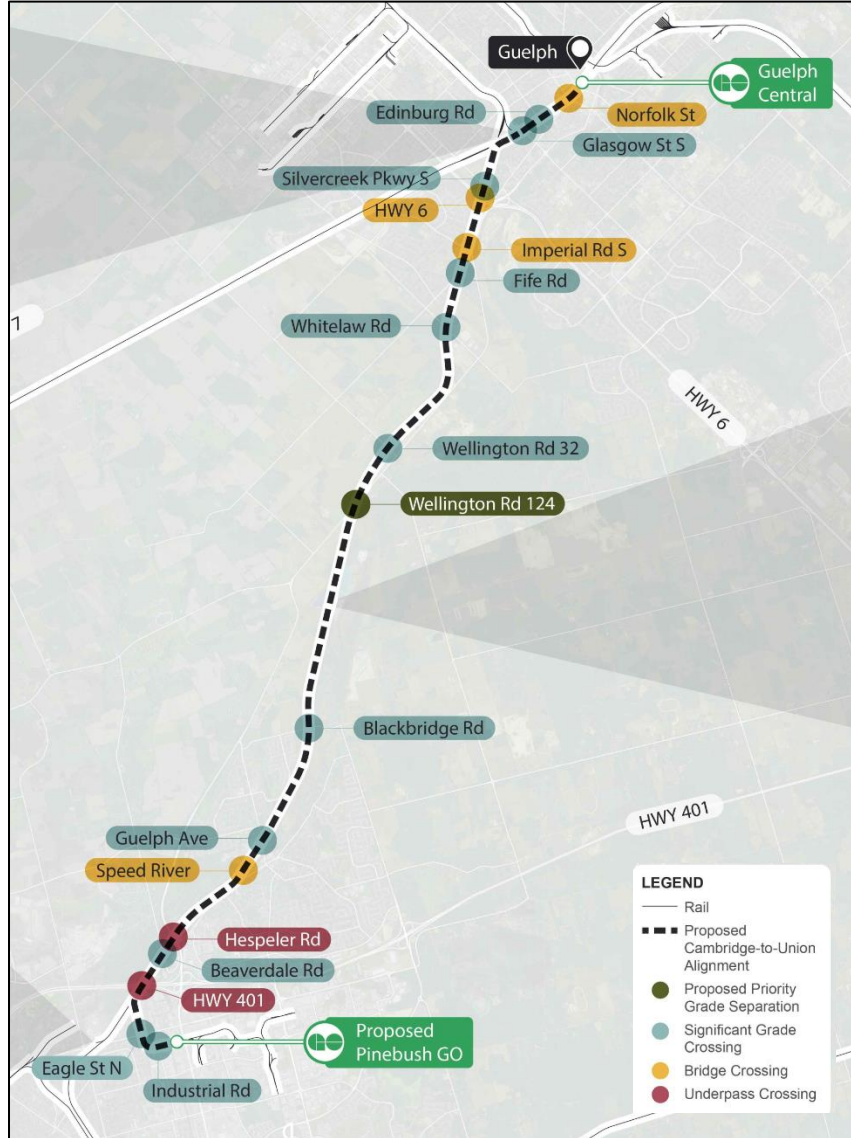 Guelph
Guelph
Central
Edinburg Rd
Norfolk St
Glasgow St S
Silvercreek Pkwy S
HWY 6
Imperial Rd S
Fife Rd
7
Whitelaw Rd
HWY 6
Wellington Rd 32
Wellington Rd 124
Blackbridge Rd
HWY 401
Guelph Ave
Speed River
Hespeler Rd
Beaverdale Rd
HWY 401
Proposed
Pinebush GO
Eagle St N
Industrial Rd
LEGEND
Rail
Proposed
Cambridge-to-Union
Alignment
Proposed Priority
Grade Separation
Significant Grade
Crossing
Bridge Crossing
Underpass Crossing